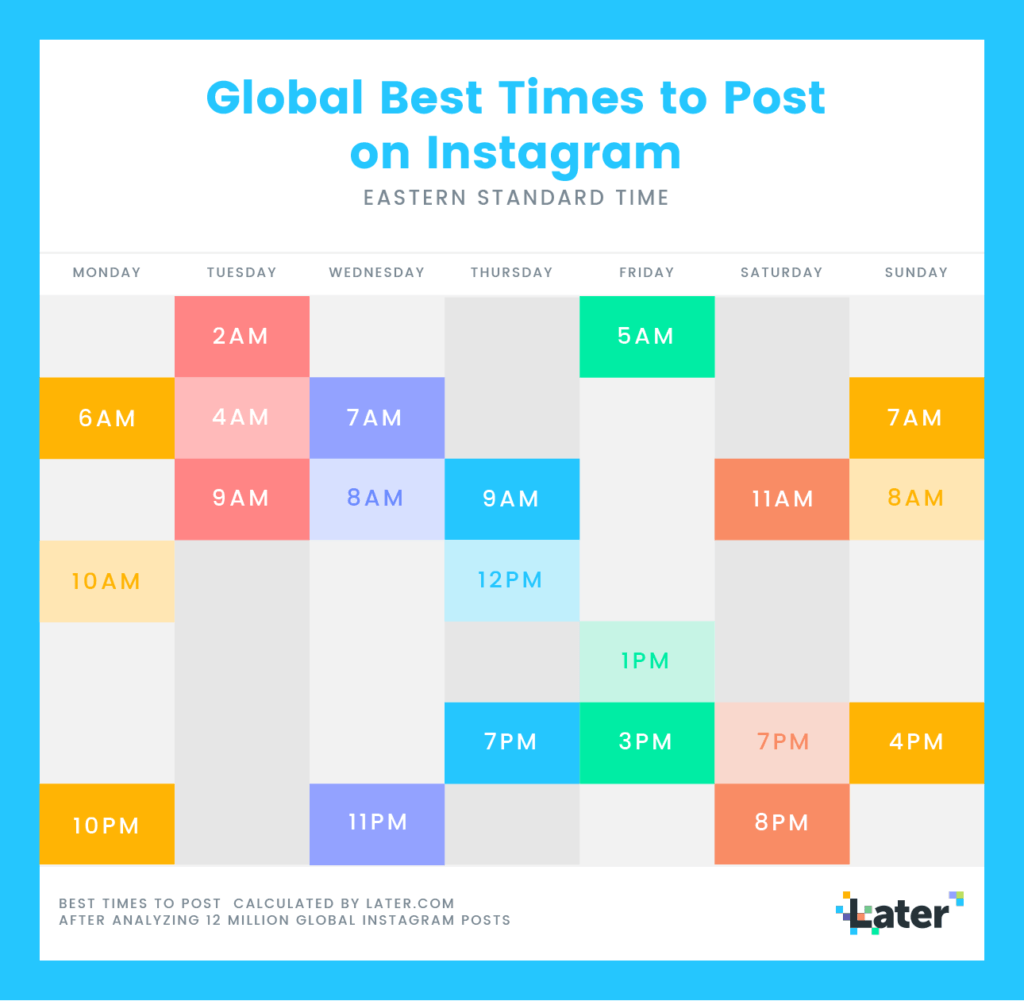 Global Best Times to Post
on Instagram
EASTERN STANDARD TIME
MONDAY TUESDAY WEDNESDAY THURSDAY FRIDAY SATURDAY SUNDAY
2AM 5AM
6AM 4AM 7AM 7AM
9AM 8AM 9AM 11AM 8AM
10AM 12PM
1PM
7PM 3PM 7PM 4PM
10PM 11PM 8PM
BEST TIMES TO POST CALCULATED BY LATER.COM
AFTER ANALYZING 12 MILLION GLOBAL INSTAGRAM POSTS
Later